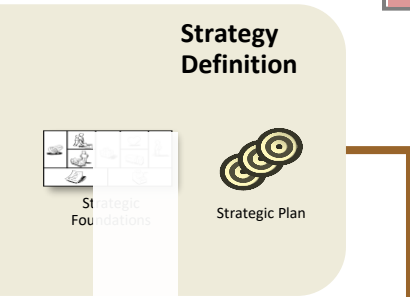 Strategy
Definition
Strategic
Foundations
Strategic Plan